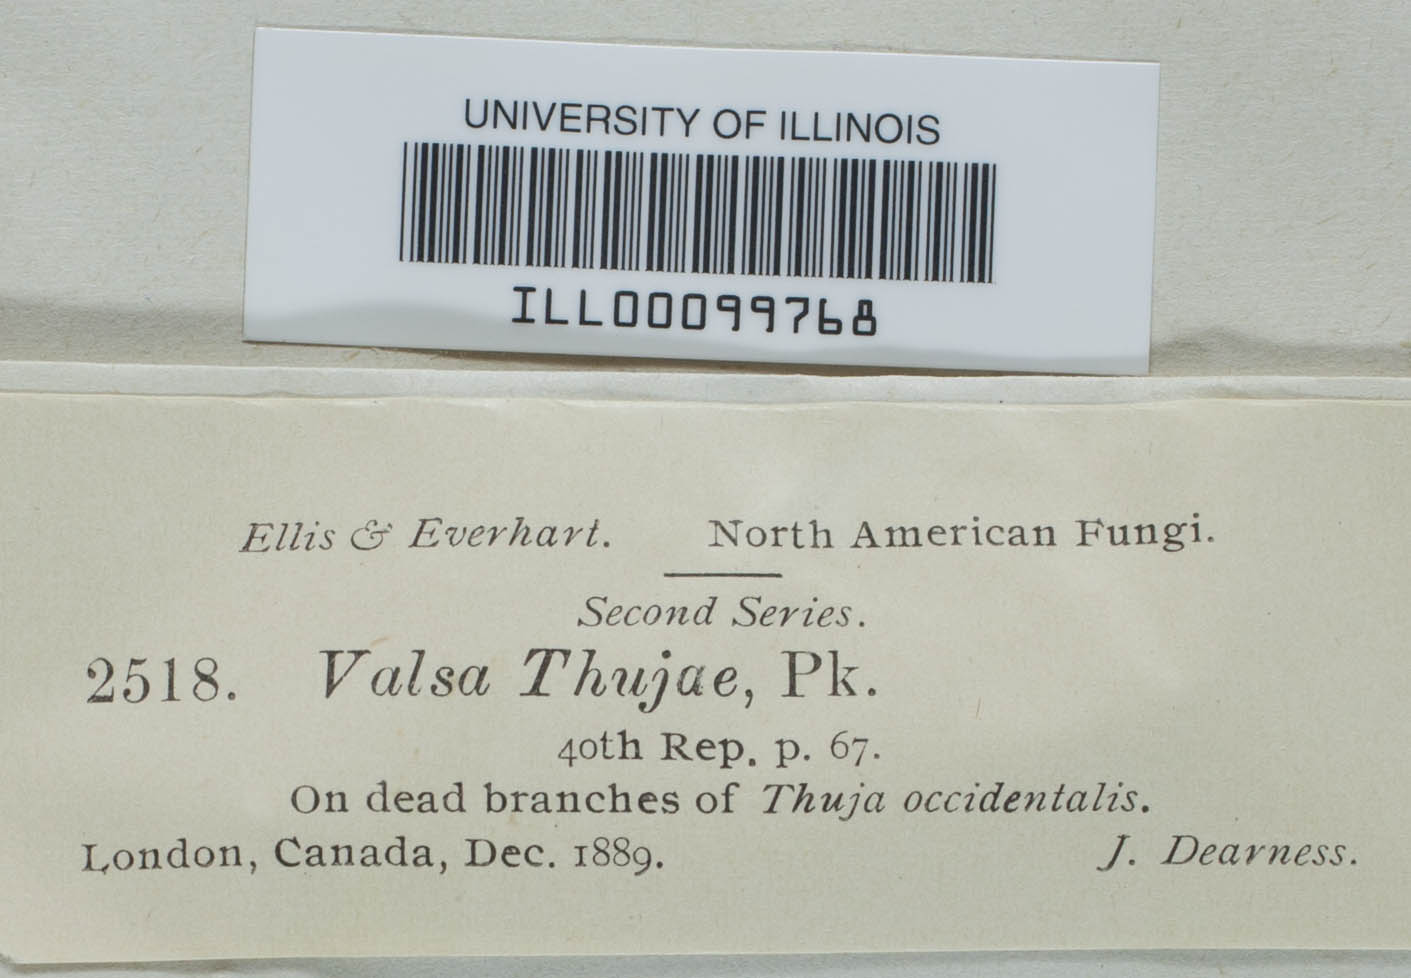 UNIVERSITY OF ILLINOIS
ILL00099768
Ellis & Everhart. North American Fungi.
Second Series.
2518. Valsa Thujae, Pk.
40th Rep. p. 67.
On dead branches of Thuja occidentalis.
London, Canada, Dec. 1889. J. Dearness.